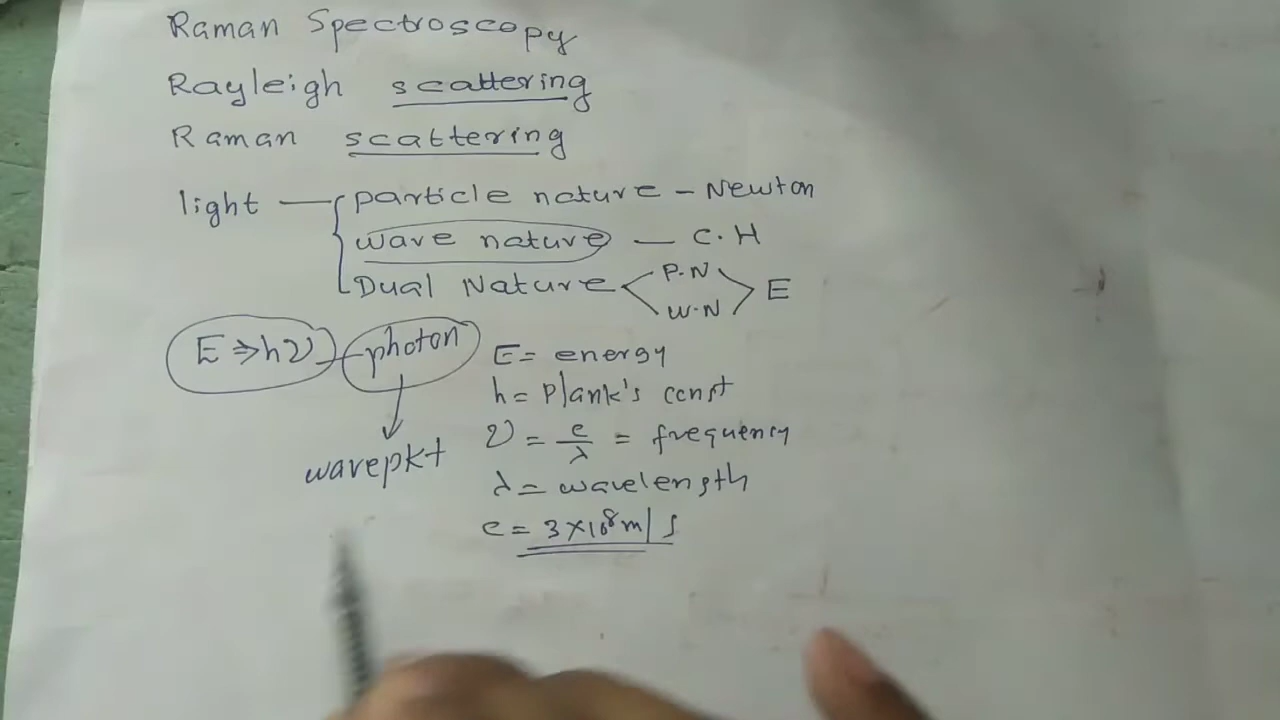 Raman Spectroscopy
Rayleigh scattering
Raman scattering
light — particle nature - Newton
wave nature — C.H
Dual Nature P.N W.N E
E ⇒ hν - photon
wavepkt
E = energy
h = Plank's const
ν = c/λ = frequency
λ = wavelength
c = 3×10⁸ m/s